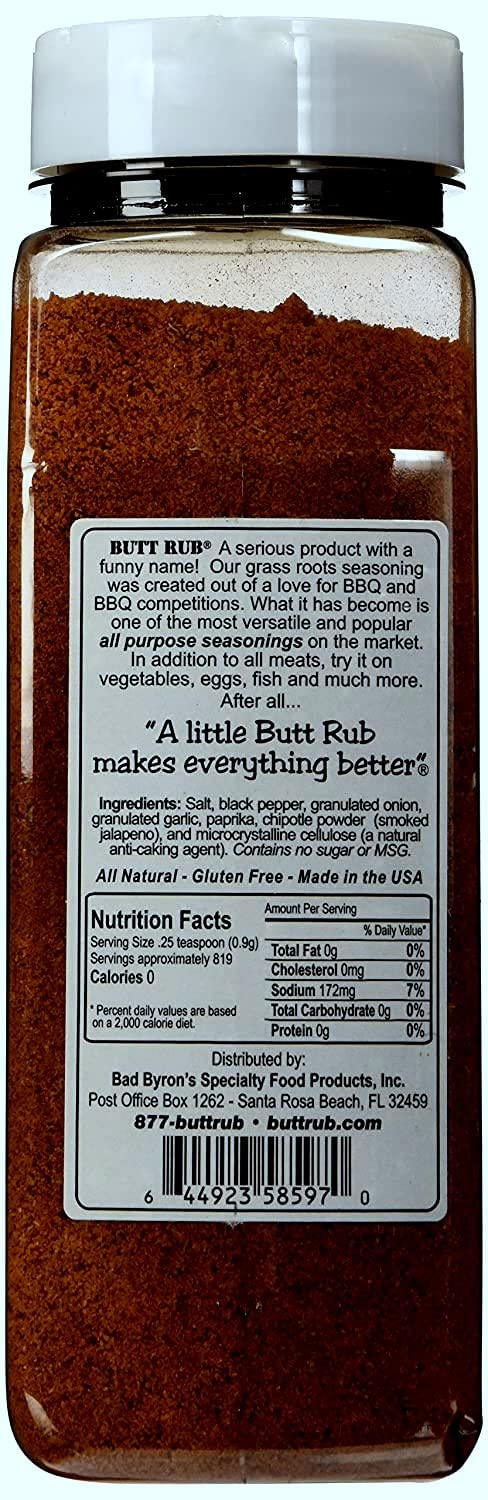 BUTT RUB® A serious product with a
funny name! Our grass roots seasoning
was created out of a love for BBQ and
BBQ competitions. What it has become is
one of the most versatile and popular
all purpose seasonings on the market.
In addition to all meats, try it on
vegetables, eggs, fish and much more.
After all...
"A little Butt Rub
makes everything better"®
Ingredients: Salt, black pepper, granulated onion,
granulated garlic, paprika, chipotle powder (smoked
jalapeno), and microcrystalline cellulose (a natural
anti-caking agent). Contains no sugar or MSG.
All Natural - Gluten Free - Made in the USA
Nutrition Facts
Serving Size .25 teaspoon (0.9g)
Servings approximately 819
Calories 0
*Percent daily values are based
on a 2,000 calorie diet.
Amount Per Serving
% Daily Value*
Total Fat 0g 0%
Cholesterol 0mg 0%
Sodium 172mg 7%
Total Carbohydrate 0g 0%
Protein 0g 0%
Distributed by:
Bad Byron's Specialty Food Products, Inc.
Post Office Box 1262 - Santa Rosa Beach, FL 32459
877-buttrub • buttrub.com
6 44923 58597 0